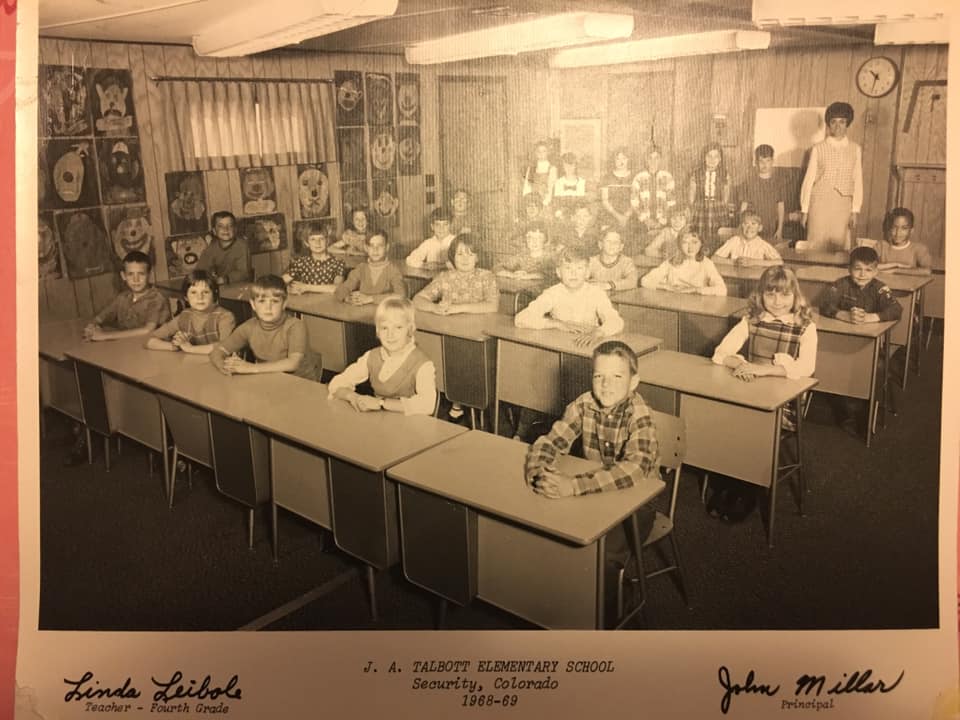 J. A. TALBOTT ELEMENTARY SCHOOL
Security, Colorado
1968-69
Linda Leibole
Teacher - Fourth Grade
John Millar
Principal